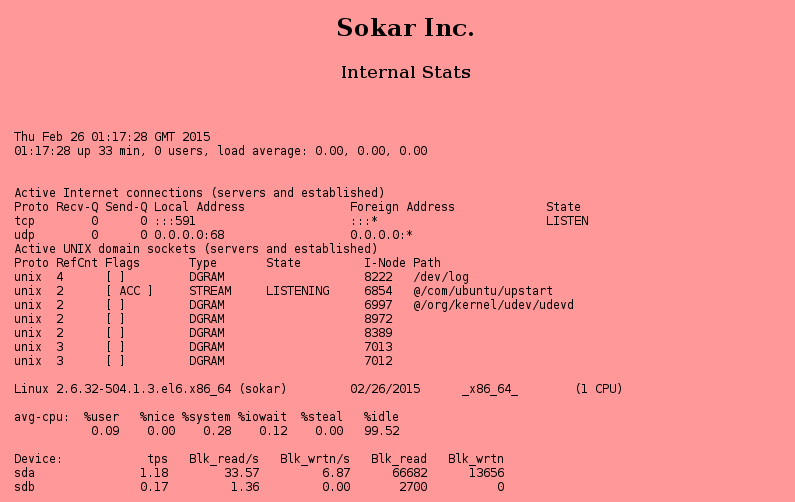 Sokar Inc.
Internal Stats
Thu Feb 26 01:17:28 GMT 2015
01:17:28 up 33 min, 0 users, load average: 0.00, 0.00, 0.00
Active Internet connections (servers and established)
Proto Recv-Q Send-Q Local Address Foreign Address State
tcp 0 0 :::591 :::* LISTEN
udp 0 0 0.0.0.0:68 0.0.0.0:*
Active UNIX domain sockets (servers and established)
Proto RefCnt Flags Type State I-Node Path
unix 4 [ ] DGRAM 8222 /dev/log
unix 2 [ ACC ] STREAM LISTENING 6854 @/com/ubuntu/upstart
unix 2 [ ] DGRAM 6997 @/org/kernel/udev/udevd
unix 2 [ ] DGRAM 8972
unix 2 [ ] DGRAM 8389
unix 3 [ ] DGRAM 7013
unix 3 [ ] DGRAM 7012
Linux 2.6.32-504.1.3.el6.x86_64 (sokar) 02/26/2015 _x86_64_ (1 CPU)
avg-cpu: %user %nice %system %iowait %steal %idle
0.09 0.00 0.28 0.12 0.00 99.52
Device: tps Blk_read/s Blk_wrtn/s Blk_read Blk_wrtn
sda 1.18 33.57 6.87 66682 13656
sdb 0.17 1.36 0.00 2700 0